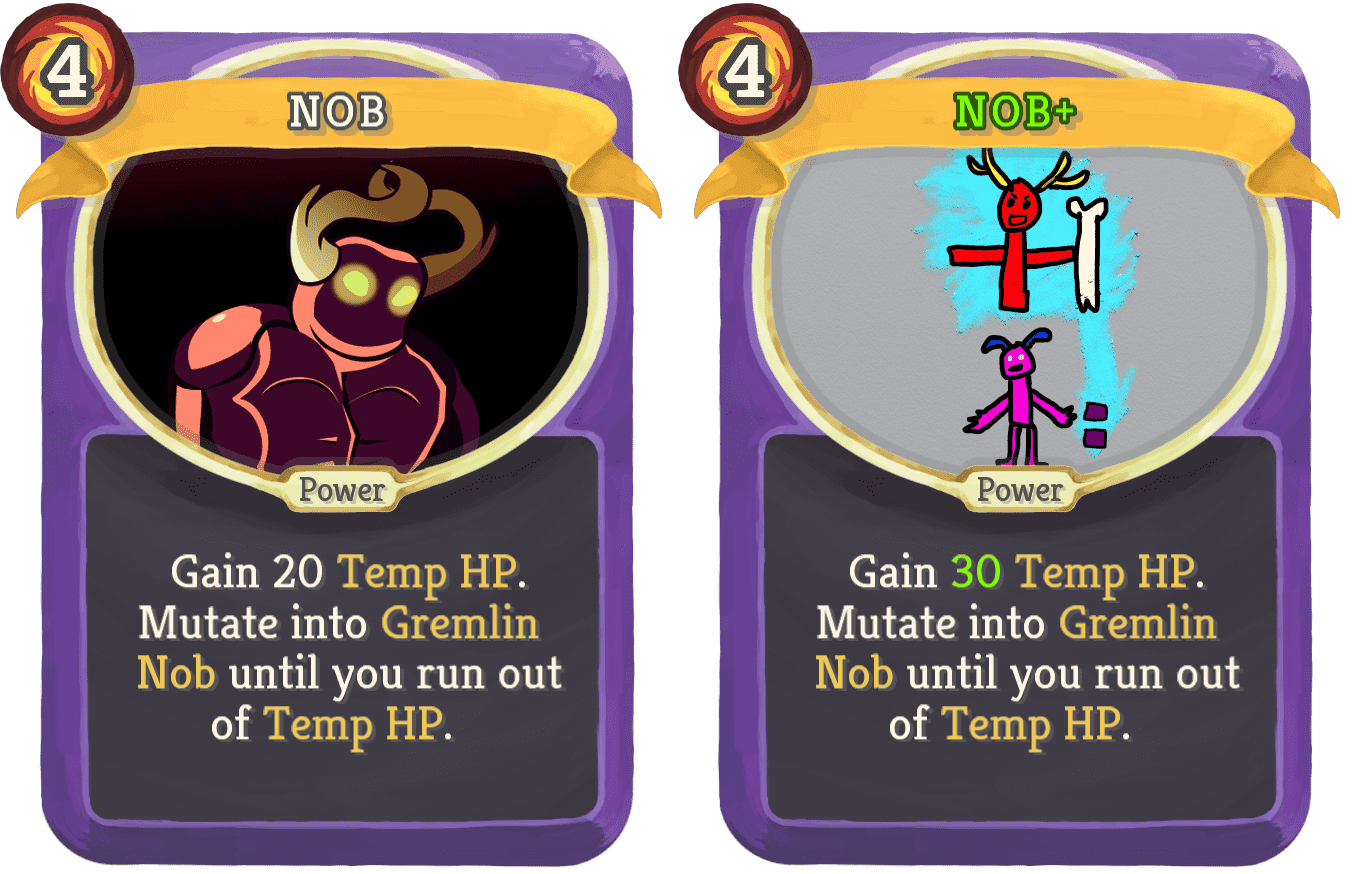 4
NOB
Power
Gain 20 Temp HP.
Mutate into Gremlin
Nob until you run out
of Temp HP.
4
NOB+
Power
Gain 30 Temp HP.
Mutate into Gremlin
Nob until you run out
of Temp HP.